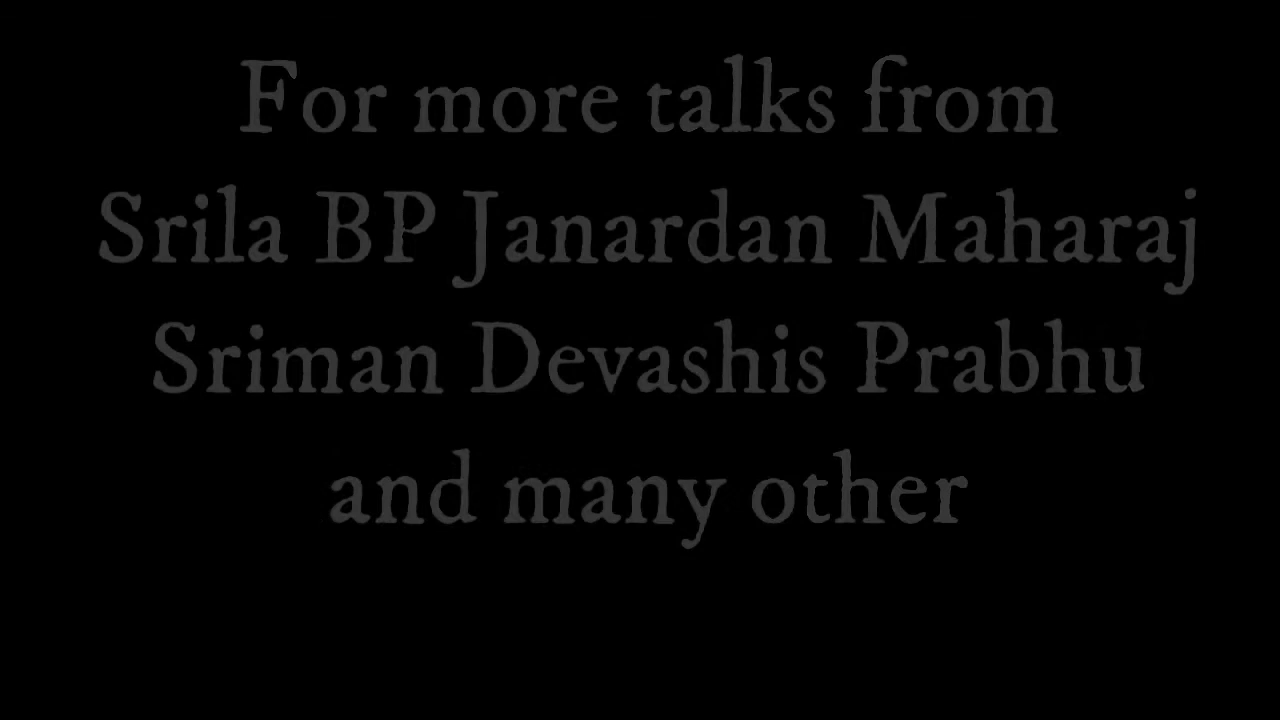 For more talks from
Srila BP Janardan Maharaj
Sriman Devashis Prabhu
and many other